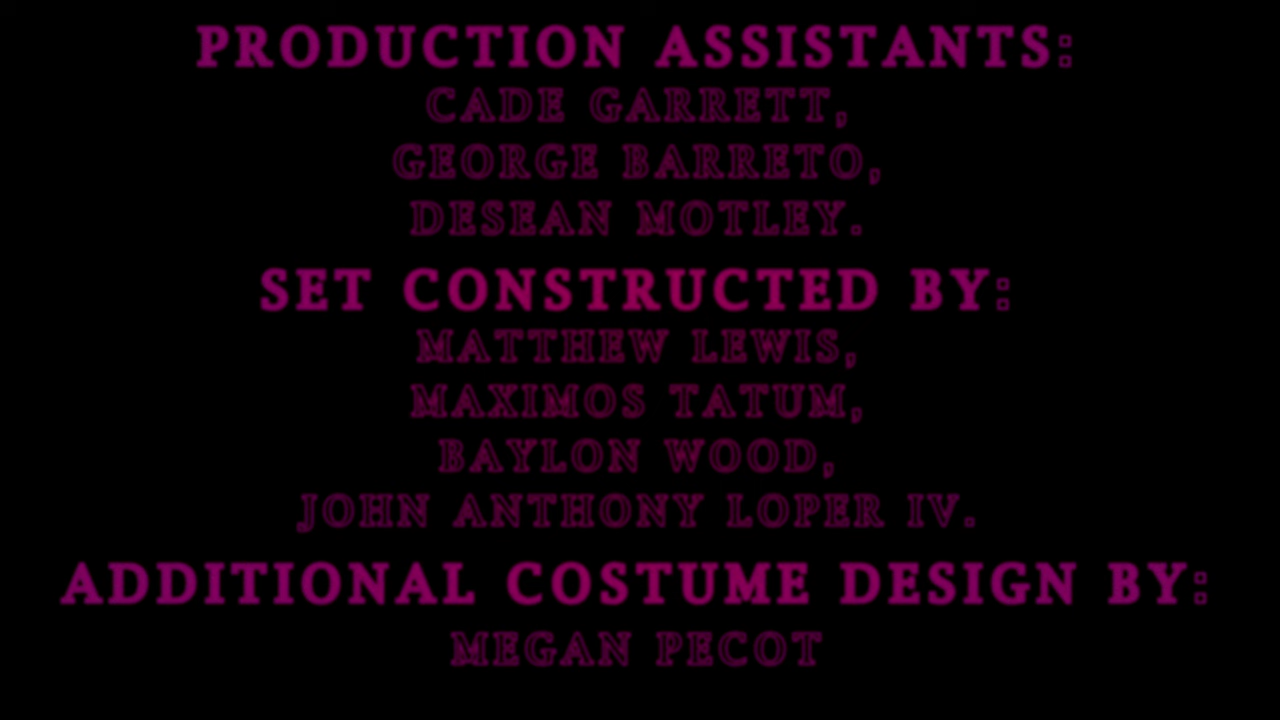 PRODUCTION ASSISTANTS:
CADE GARRETT,
GEORGE BARRETO,
DESEAN MOTLEY.
SET CONSTRUCTED BY:
MATTHEW LEWIS,
MAXIMOS TATUM,
BAYLON WOOD,
JOHN ANTHONY LOPER IV.
ADDITIONAL COSTUME DESIGN BY:
MEGAN PECOT